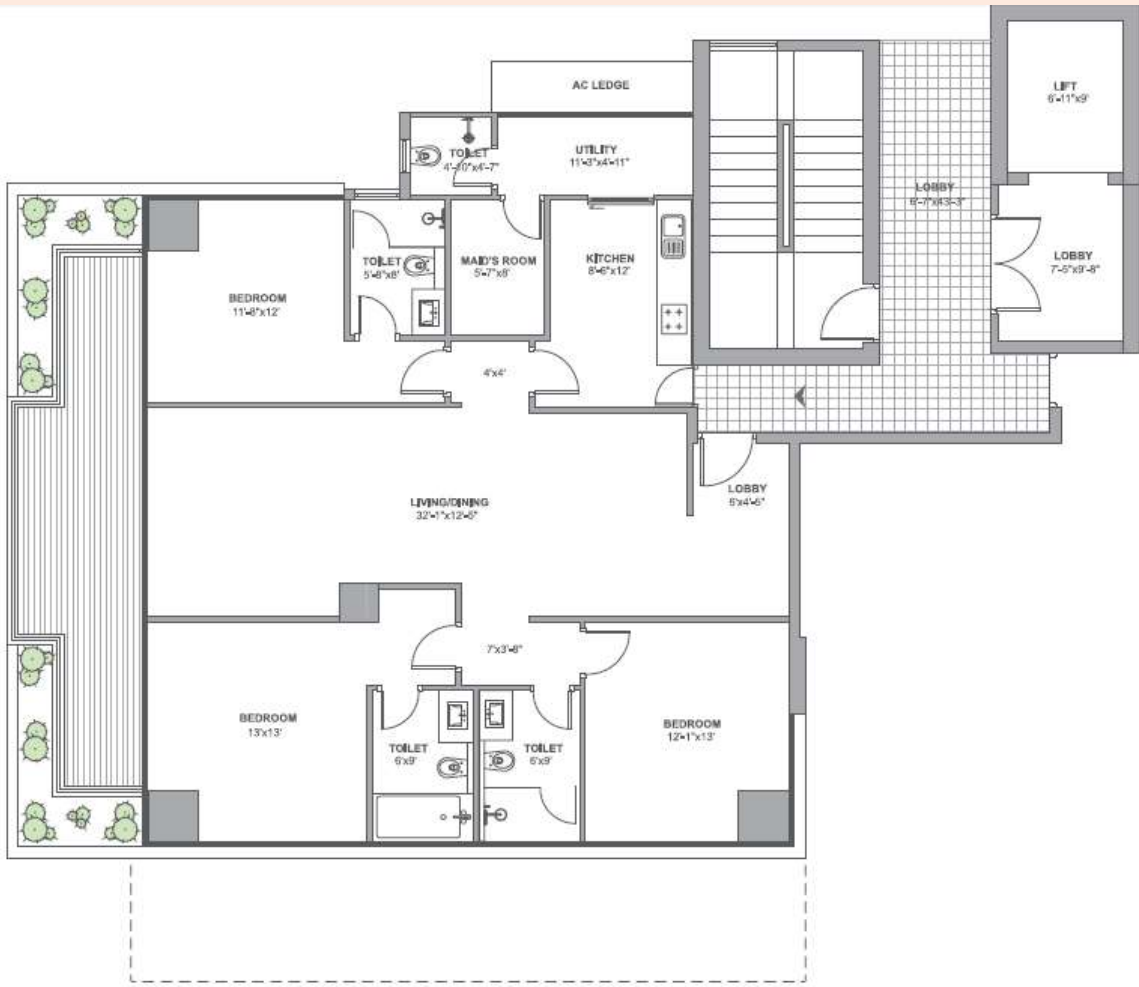 AC LEDGE
LIFT
6'-11"x9'
TOILET
4'-10"x4'-7"
UTILITY
11'-3"x4'-11"
LOBBY
6'-7"x43'-3"
LOBBY
7'-5"x9'-8"
TOILET
5'-8"x8'
MAID'S ROOM
5'-7"x8'
KITCHEN
8'-6"x12'
BEDROOM
11'-8"x12'
4'x4'
LIVING/DINING
32'-1"x12'-6"
LOBBY
5'x4'-6"
7'x3'-8"
BEDROOM
13'x13'
TOILET
6'x9'
TOILET
6'x9'
BEDROOM
12'-1"x13'